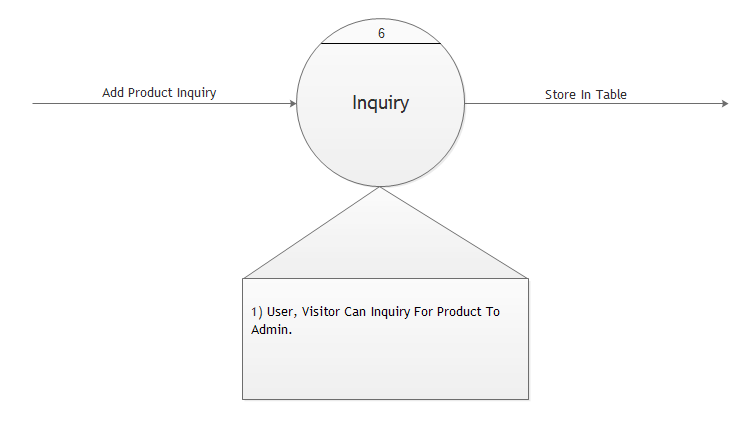 6
Add Product Inquiry
Inquiry
Store In Table
1) User, Visitor Can Inquiry For Product To
Admin.